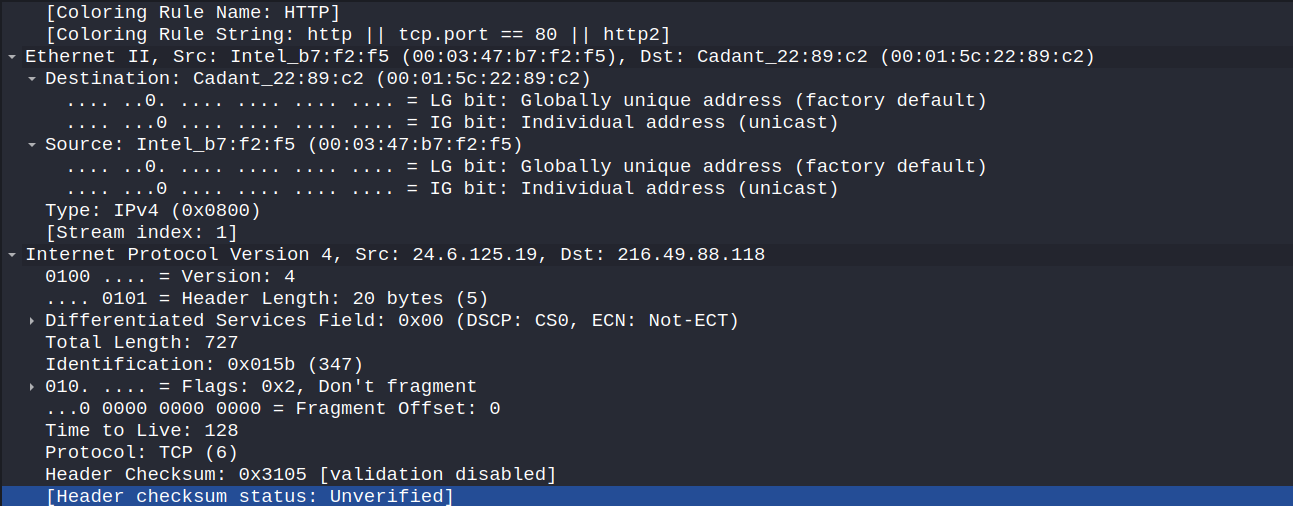 [Coloring Rule Name: HTTP]
[Coloring Rule String: http || tcp.port == 80 || http2]
Ethernet II, Src: Intel_b7:f2:f5 (00:03:47:b7:f2:f5), Dst: Cadant_22:89:c2 (00:01:5c:22:89:c2)
Destination: Cadant_22:89:c2 (00:01:5c:22:89:c2)
.... ..0. .... .... .... .... = LG bit: Globally unique address (factory default)
.... ...0 .... .... .... .... = IG bit: Individual address (unicast)
Source: Intel_b7:f2:f5 (00:03:47:b7:f2:f5)
.... ..0. .... .... .... .... = LG bit: Globally unique address (factory default)
.... ...0 .... .... .... .... = IG bit: Individual address (unicast)
Type: IPv4 (0x0800)
[Stream index: 1]
Internet Protocol Version 4, Src: 24.6.125.19, Dst: 216.49.88.118
0100 .... = Version: 4
.... 0101 = Header Length: 20 bytes (5)
Differentiated Services Field: 0x00 (DSCP: CS0, ECN: Not-ECT)
Total Length: 727
Identification: 0x015b (347)
010. .... = Flags: 0x2, Don't fragment
...0 0000 0000 0000 = Fragment Offset: 0
Time to Live: 128
Protocol: TCP (6)
Header Checksum: 0x3105 [validation disabled]
[Header checksum status: Unverified]